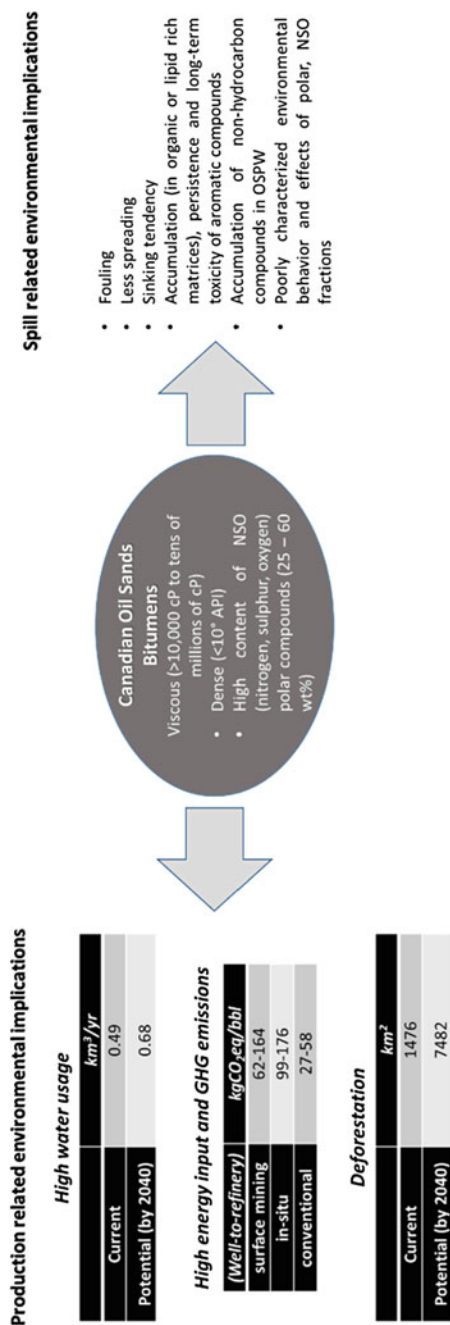 Production related environmental implications
High water usage
km³/yr
Current 0.49
Potential (by 2040) 0.68
High energy input and GHG emissions
(Well-to-refinery) kgCO₂eq/bbl
surface mining 62-164
in-situ 99-176
conventional 27-58
Deforestation
km²
Current 1476
Potential (by 2040) 7482
Canadian Oil Sands
Bitumens
Viscous (>10,000 cP to tens of
millions of cP)
• Dense (<10° API)
• High content of NSO
(nitrogen, sulphur, oxygen)
polar compounds (25 – 60
wt%)
Spill related environmental implications
• Fouling
• Less spreading
• Sinking tendency
• Accumulation (in organic or lipid rich
matrices), persistence and long-term
toxicity of aromatic compounds
• Accumulation of non-hydrocarbon
compounds in OSPW
• Poorly characterized environmental
behavior and effects of polar, NSO
fractions